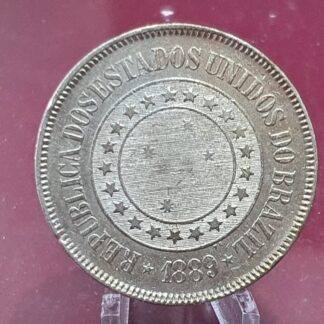 REPUBLICA DOS ESTADOS UNIDOS DO BRAZIL
1889